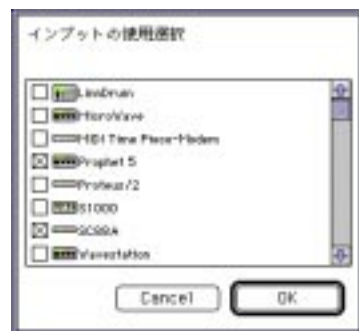 インプットの使用選択
LinnDrum
MicroWave
MIDI Time Piece-Modem
Prophet 5
Proteus/2
S1000
SC88A
Wavestation
Cancel
OK